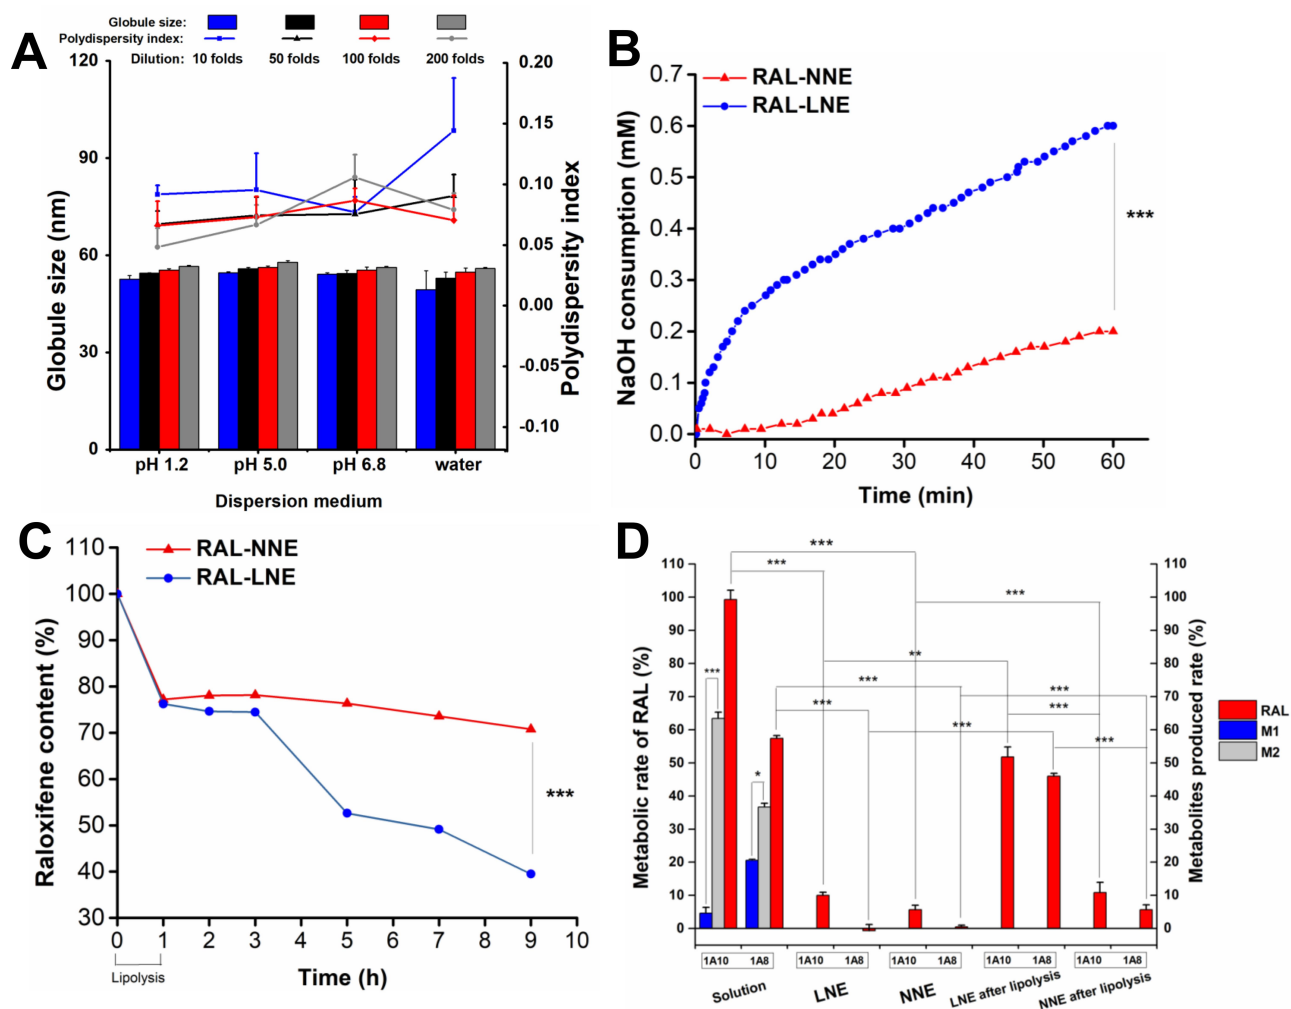 A
Globule size:
Polydispersity index:
Dilution: 10 folds 50 folds 100 folds 200 folds
120
90
60
30
0
Globule size (nm)
0.20
0.15
0.10
0.05
0.00
-0.05
-0.10
Polydispersity index
pH 1.2 pH 5.0 pH 6.8 water
Dispersion medium
B
RAL-NNE
RAL-LNE
0.7
0.6
0.5
0.4
0.3
0.2
0.1
0.0
NaOH consumption (mM)
***
0 10 20 30 40 50 60
Time (min)
C
RAL-NNE
RAL-LNE
110
100
90
80
70
60
50
40
30
Raloxifene content (%)
***
0 1 2 3 4 5 6 7 8 9 10
Lipolysis
Time (h)
D
110
100
90
80
70
60
50
40
30
20
10
0
Metabolic rate of RAL (%)
***
***
***
**
***
***
***
***
***
***
***
*
110
100
90
80
70
60
50
40
30
20
10
0
Metabolites produced rate (%)
RAL
M1
M2
1A10 1A8 1A10 1A8 1A10 1A8 1A10 1A8 1A10 1A8
Solution LNE NNE LNE after lipolysis NNE after lipolysis